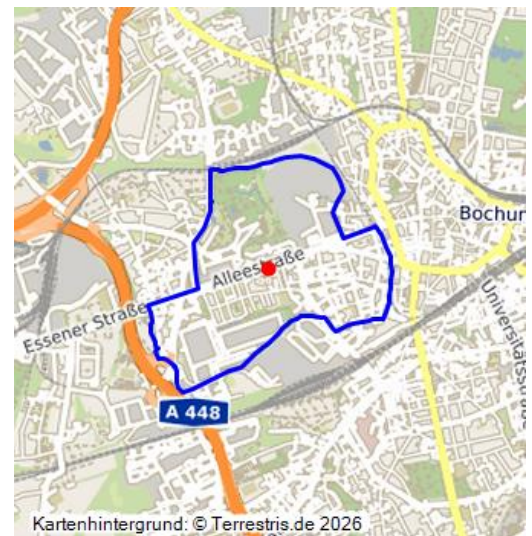 Bochum
Alleestraße
Essener Straße
Universitätsstraße
A 448
Kartenhintergrund: © Terrestris.de 2026